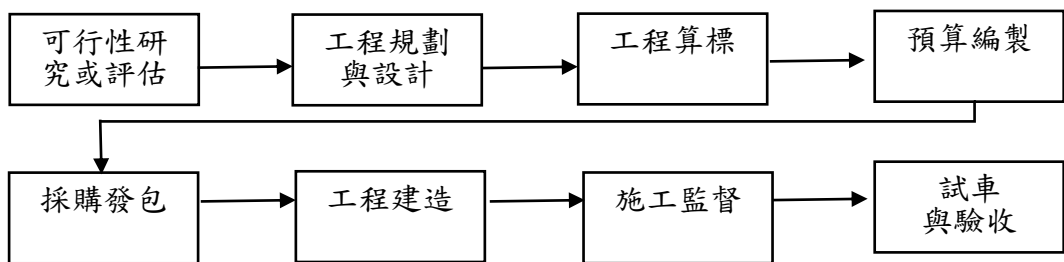 可行性研
究或評估
工程規劃
與設計
工程算標
預算編製
採購發包
工程建造
施工監督
試車
與驗收